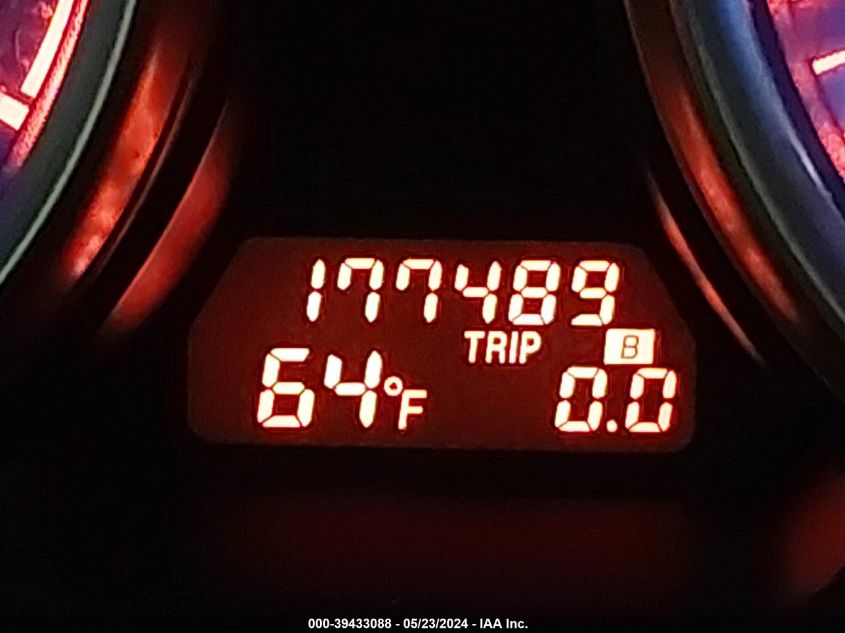 177489
TRIP B
64°F 0.0
000-39433088 - 05/23/2024 - IAA Inc.